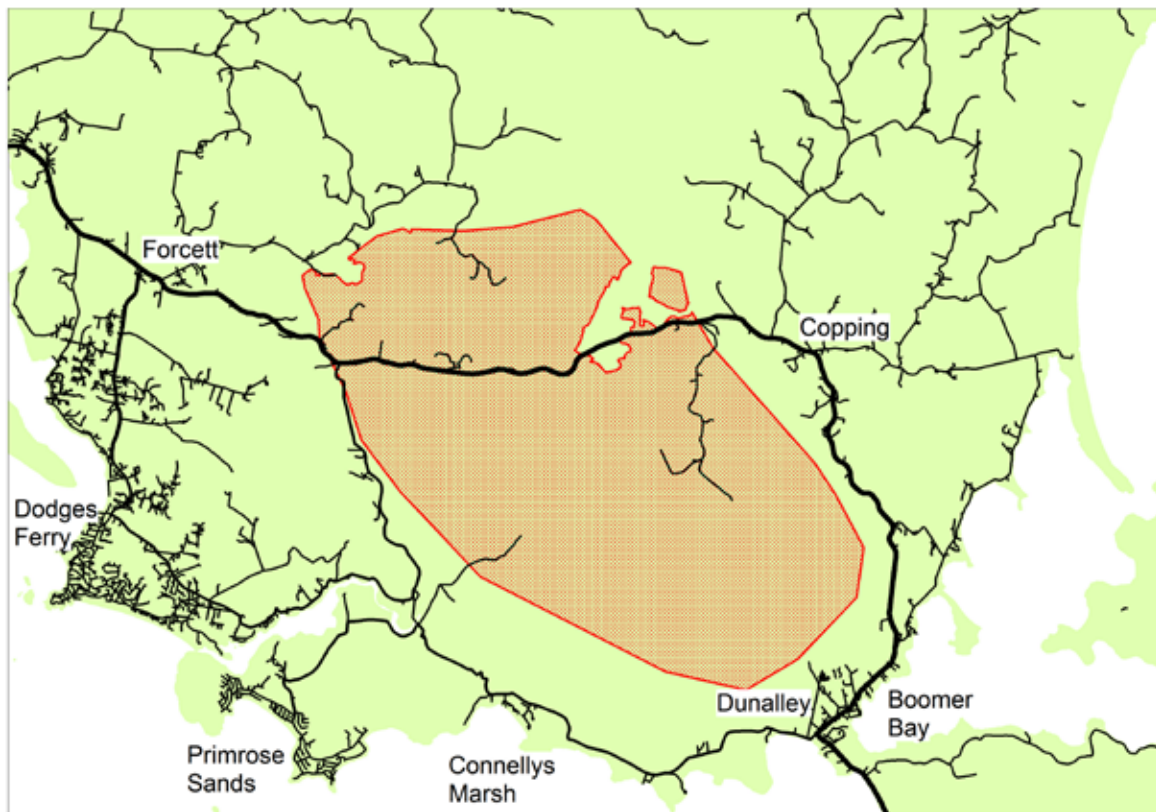 Forcett
Copping
Dodges
Ferry
Dunalley
Boomer
Bay
Primrose
Sands
Connellys
Marsh